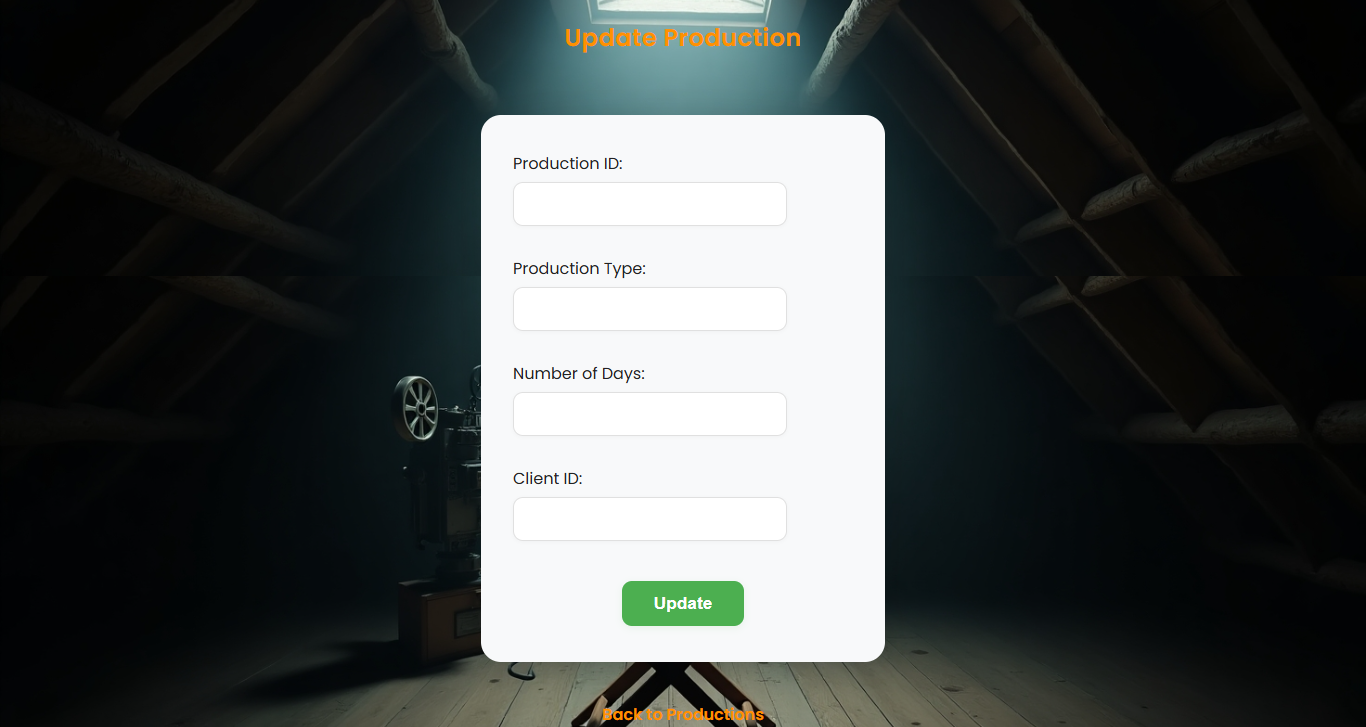 Update Production
Production ID:
Production Type:
Number of Days:
Client ID:
Update
Back to Productions